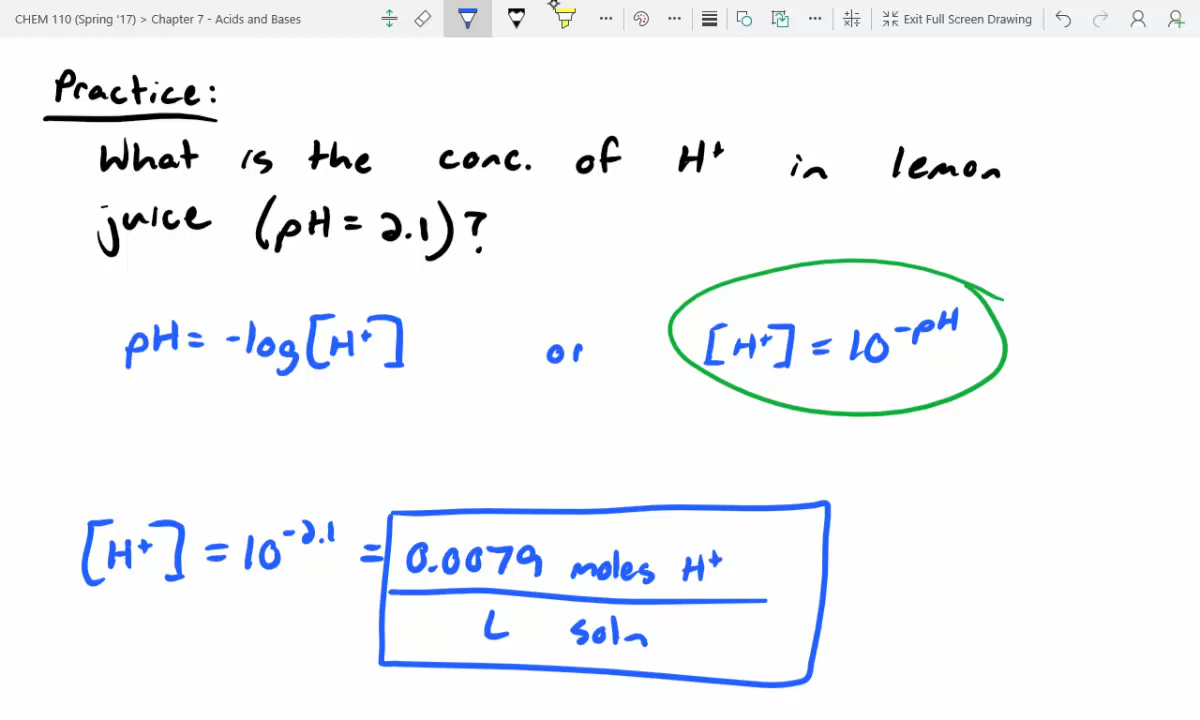 CHEM 110 (Spring '17) > Chapter 7 - Acids and Bases
Exit Full Screen Drawing
Practice:
What is the conc. of H⁺ in lemon
juice (pH = 2.1)?
pH = -log[H⁺] or [H⁺] = 10⁻ᵖᴴ
[H⁺] = 10⁻²·¹ = 0.0079 moles H⁺
L soln